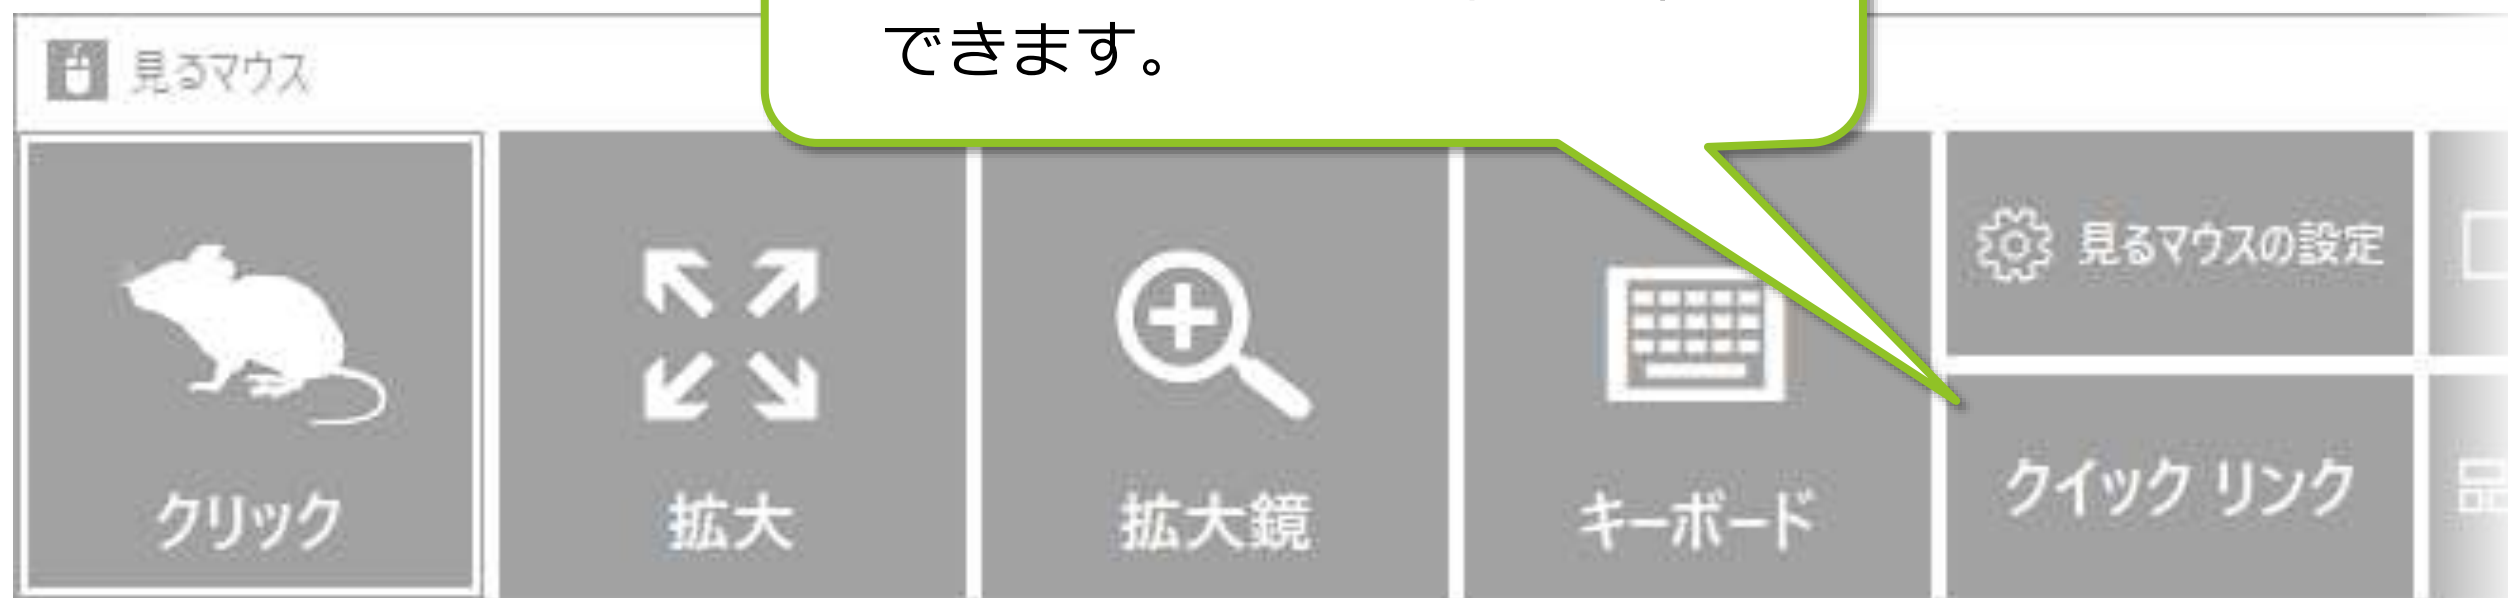 できます。
見るマウス
見るマウスの設定
クリック
拡大
拡大鏡
キーボード
クイック リンク